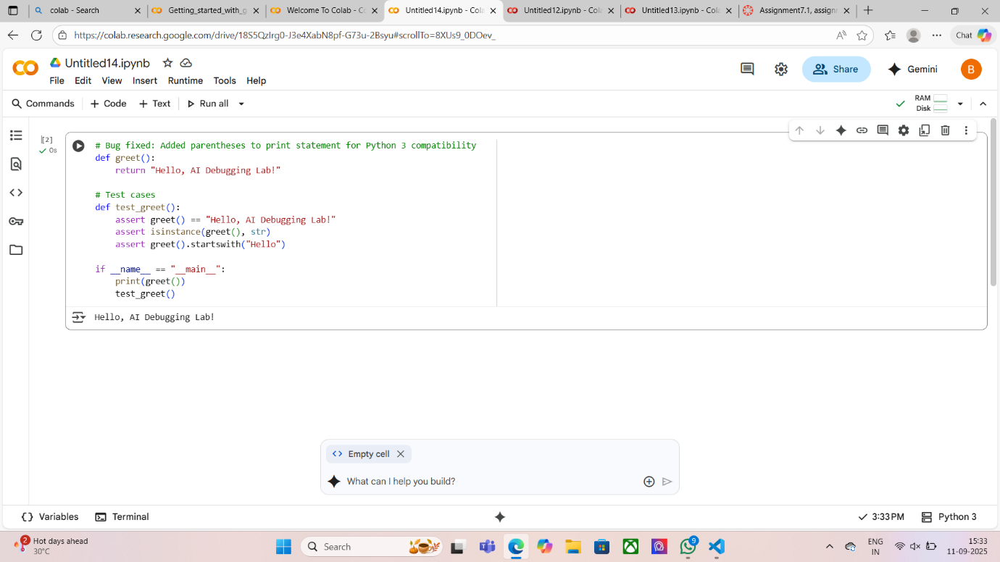 colab - Search
Getting_started_with_g
Welcome To Colab - Co
Untitled14.ipynb - Cola
Untitled12.ipynb - Cola
Untitled13.ipynb - Cola
Assignment7.1, assignm
https://colab.research.google.com/drive/18S5QzIrg0-J3e4XabN8pf-G73u-2Bsyu#scrollTo=8XUs9_0DOev_
Chat
Untitled14.ipynb
File Edit View Insert Runtime Tools Help
Share
Gemini
B
Commands + Code + Text Run all
RAM
Disk
[2]
0s
# Bug fixed: Added parentheses to print statement for Python 3 compatibility
def greet():
    return "Hello, AI Debugging Lab!"
# Test cases
def test_greet():
    assert greet() == "Hello, AI Debugging Lab!"
    assert isinstance(greet(), str)
    assert greet().startswith("Hello")
if __name__ == "__main__":
    print(greet())
    test_greet()
Hello, AI Debugging Lab!
Empty cell
What can I help you build?
Variables Terminal
3:33 PM Python 3
2
Hot days ahead
30°C
Search
9
ENG
IN
15:33
11-09-2025